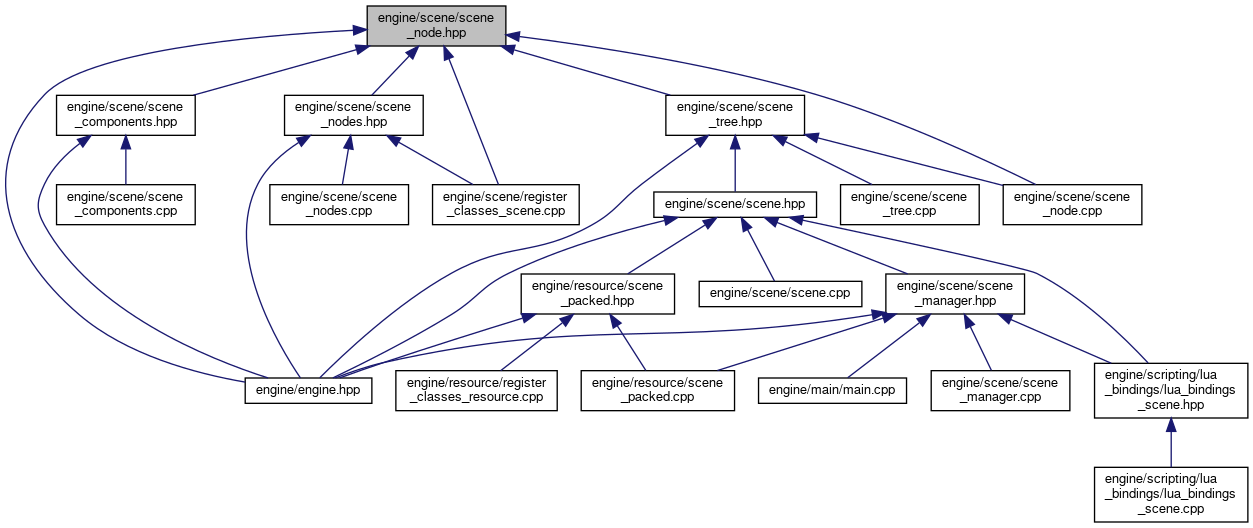 engine/scene/scene
_node.hpp
engine/scene/scene
_components.hpp
engine/scene/scene
_nodes.hpp
engine/scene/scene
_tree.hpp
engine/scene/scene
_components.cpp
engine/scene/scene
_nodes.cpp
engine/scene/register
_classes_scene.cpp
engine/scene/scene.hpp
engine/scene/scene
_tree.cpp
engine/scene/scene
_node.cpp
engine/resource/scene
_packed.hpp
engine/scene/scene.cpp
engine/scene/scene
_manager.hpp
engine/engine.hpp
engine/resource/register
_classes_resource.cpp
engine/resource/scene
_packed.cpp
engine/main/main.cpp
engine/scene/scene
_manager.cpp
engine/scripting/lua
_bindings/lua_bindings
_scene.hpp
engine/scripting/lua
_bindings/lua_bindings
_scene.cpp